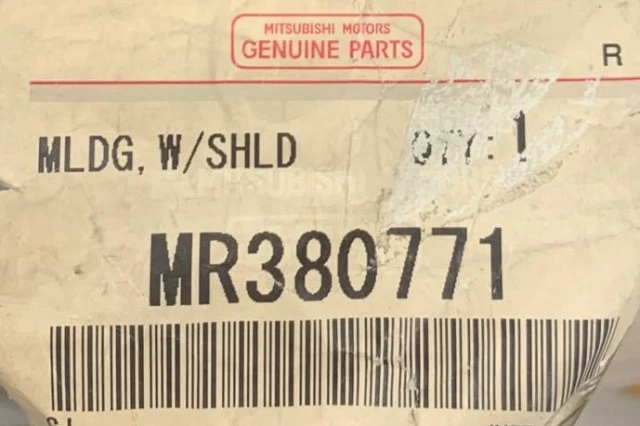 MITSUBISHI MOTORS
GENUINE PARTS
R
MLDG, W/SHLD QTY: 1
MR380771